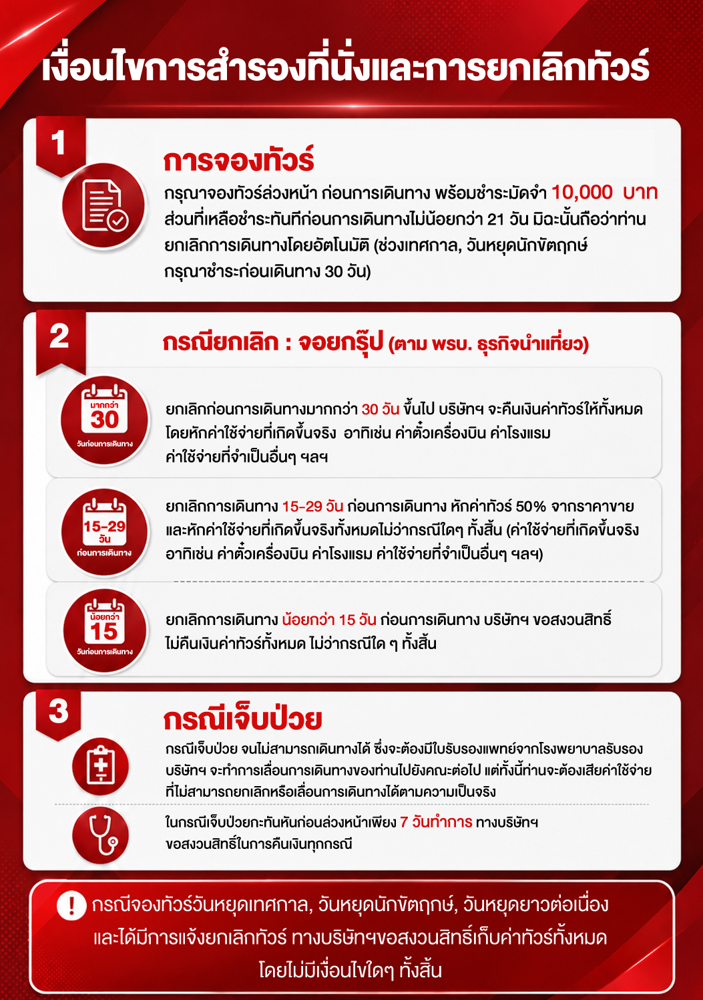 เงื่อนไขการสำรองที่นั่งและการยกเลิกทัวร์
1
การจองทัวร์
กรุณาจองทัวร์ล่วงหน้า ก่อนการเดินทาง พร้อมชำระมัดจำ 10,000 บาท
ส่วนที่เหลือชำระทันทีก่อนการเดินทางไม่น้อยกว่า 21 วัน มิฉะนั้นถือว่าท่าน
ยกเลิกการเดินทางโดยอัตโนมัติ (ช่วงเทศกาล, วันหยุดนักขัตฤกษ์
กรุณาชำระก่อนเดินทาง 30 วัน)
2
กรณียกเลิก : จอยกรุ๊ป (ตาม พรบ. ธุรกิจนำแที่ยว)
มากกว่า
30
วันก่อนการเดินทาง
ยกเลิกก่อนการเดินทางมากกว่า 30 วัน ขึ้นไป บริษัทฯ จะคืนเงินค่าทัวร์ให้ทั้งหมด
โดยหักค่าใช้จ่ายที่เกิดขึ้นจริง อาทิเช่น ค่าตั๋วเครื่องบิน ค่าโรงแรม
ค่าใช้จ่ายที่จำเป็นอื่นๆ ฯลฯ
15-29
วัน
ก่อนการเดินทาง
ยกเลิกการเดินทาง 15-29 วัน ก่อนการเดินทาง หักค่าทัวร์ 50% จากราคาขาย
และหักค่าใช้จ่ายที่เกิดขึ้นจริงทั้งหมดไม่ว่ากรณีใดๆ ทั้งสิ้น (ค่าใช้จ่ายที่เกิดขึ้นจริง
อาทิเช่น ค่าตั๋วเครื่องบิน ค่าโรงแรม ค่าใช้จ่ายที่จำเป็นอื่นๆ ฯลฯ)
น้อยกว่า
15
วันก่อนการเดินทาง
ยกเลิกการเดินทาง น้อยกว่า 15 วัน ก่อนการเดินทาง บริษัทฯ ขอสงวนสิทธิ์
ไม่คืนเงินค่าทัวร์ทั้งหมด ไม่ว่ากรณีใด ๆ ทั้งสิ้น
3
กรณีเจ็บป่วย
กรณีเจ็บป่วย จนไม่สามารถเดินทางได้ ซึ่งจะต้องมีใบรับรองแพทย์จากโรงพยาบาลรับรอง
บริษัทฯ จะทำการเลื่อนการเดินทางของท่านไปยังคณะต่อไป แต่ทั้งนี้ท่านจะต้องเสียค่าใช้จ่าย
ที่ไม่สามารถยกเลิกหรือเลื่อนการเดินทางได้ตามความเป็นจริง
ในกรณีเจ็บป่วยกะทันหันก่อนล่วงหน้าเพียง 7 วันทำการ ทางบริษัทฯ
ขอสงวนสิทธิ์ในการคืนเงินทุกกรณี
! กรณีจองทัวร์วันหยุดเทศกาล, วันหยุดนักขัตฤกษ์, วันหยุดยาวต่อเนื่อง
และได้มีการแจ้งยกเลิกทัวร์ ทางบริษัทฯขอสงวนสิทธิ์เก็บค่าทัวร์ทั้งหมด
โดยไม่มีเงื่อนไขใดๆ ทั้งสิ้น